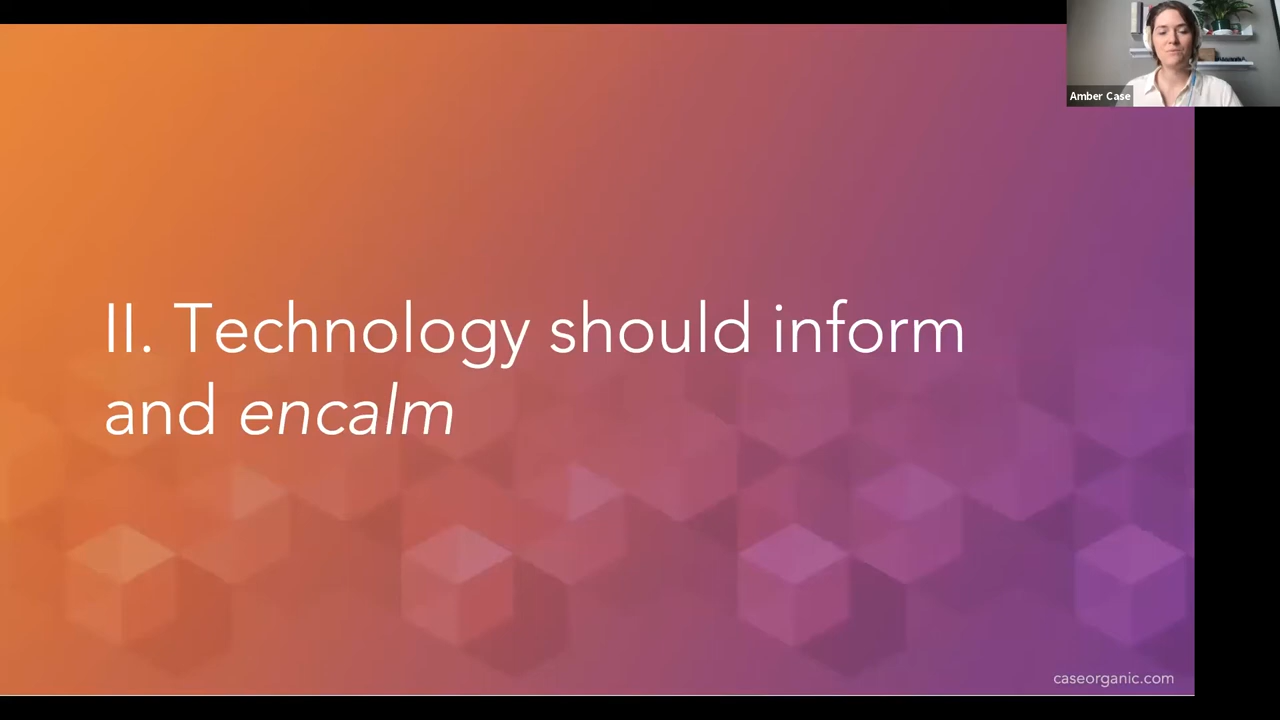 Amber Case
II. Technology should inform
and encalm
caseorganic.com